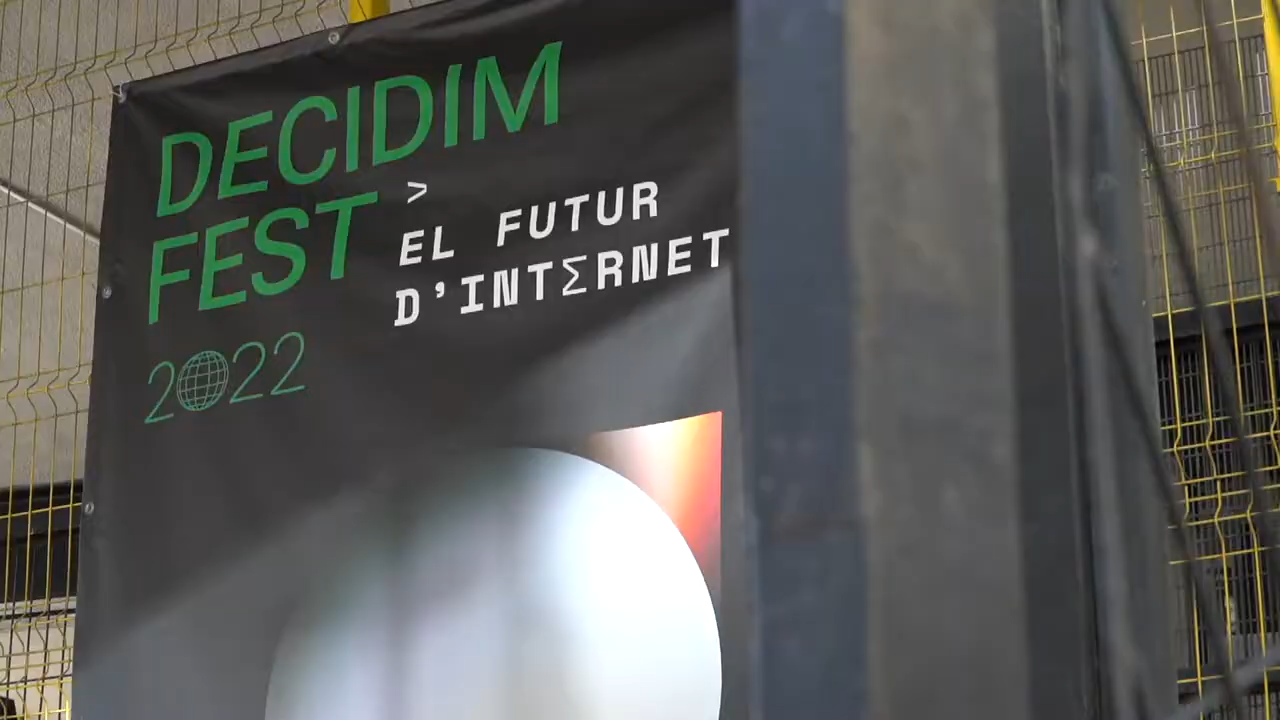 DECIDIM
FEST
>
EL FUTUR
D'INTΣRNET
2022